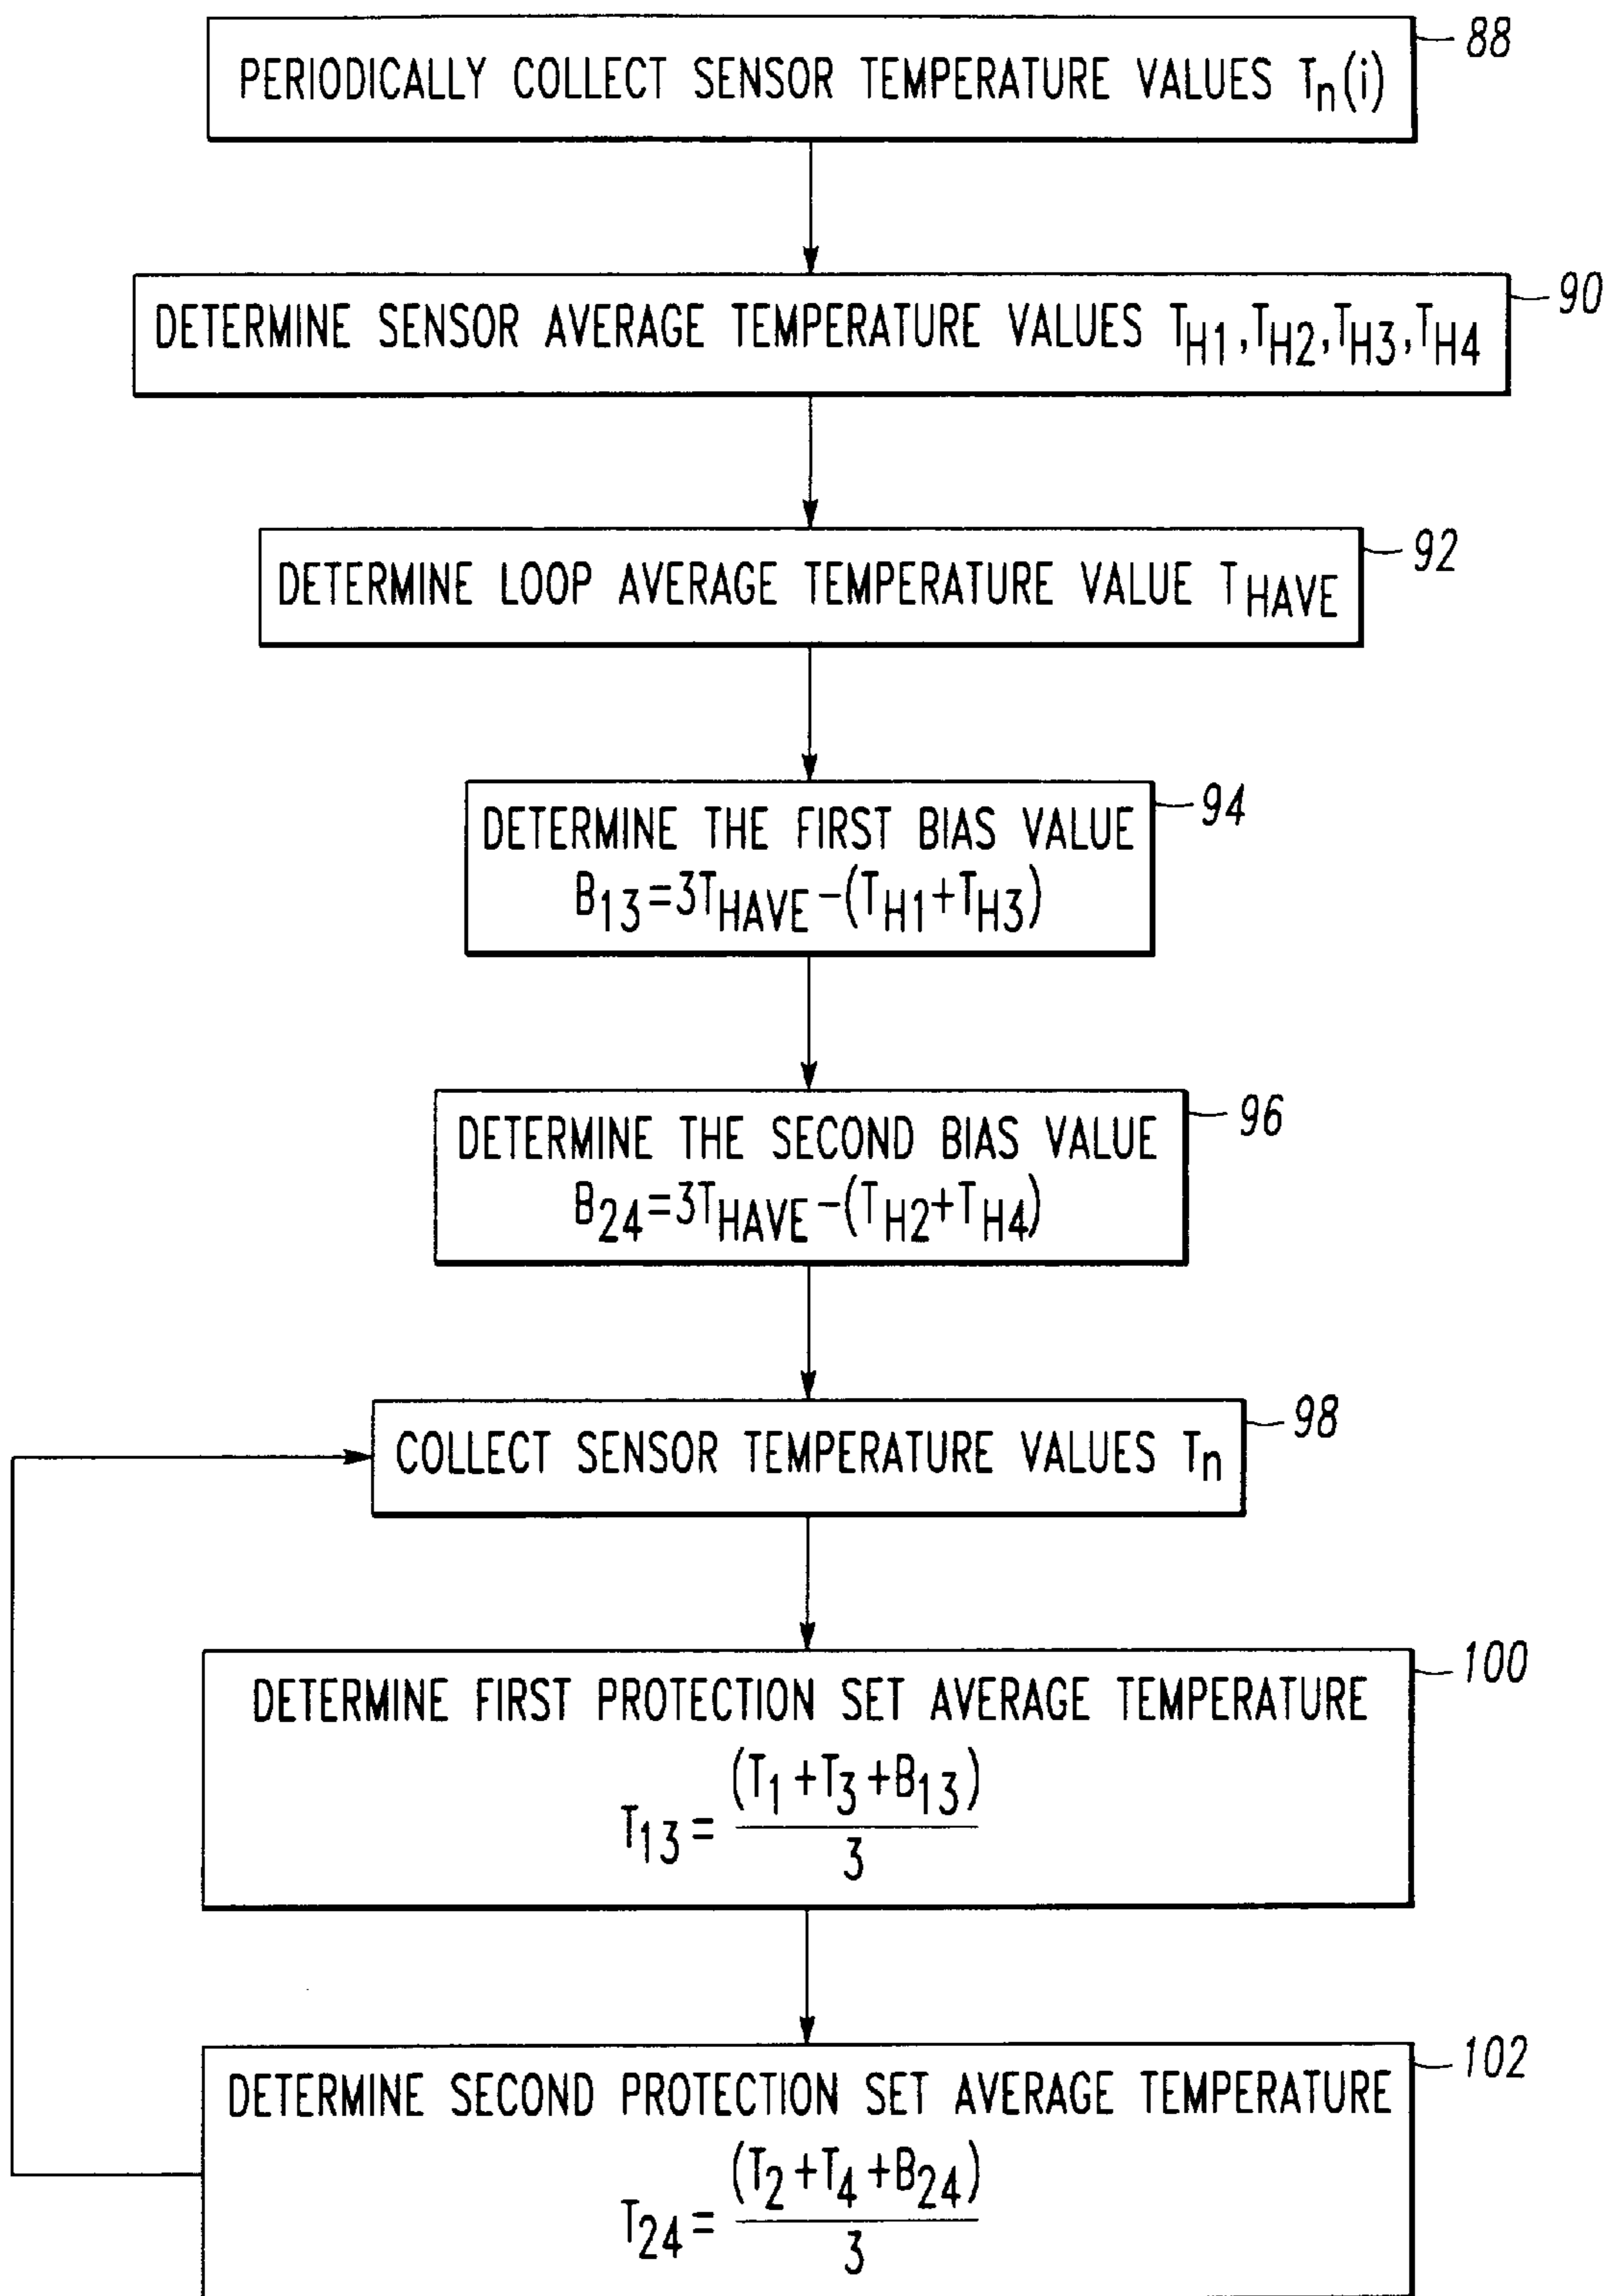 PERIODICALLY COLLECT SENSOR TEMPERATURE VALUES Tn(i)
88
DETERMINE SENSOR AVERAGE TEMPERATURE VALUES TH1,TH2,TH3,TH4
90
DETERMINE LOOP AVERAGE TEMPERATURE VALUE THAVE
92
DETERMINE THE FIRST BIAS VALUE
B13=3THAVE-(TH1+TH3)
94
DETERMINE THE SECOND BIAS VALUE
B24=3THAVE-(TH2+TH4)
96
COLLECT SENSOR TEMPERATURE VALUES Tn
98
DETERMINE FIRST PROTECTION SET AVERAGE TEMPERATURE
T13= (T1+T3+B13)
3
100
DETERMINE SECOND PROTECTION SET AVERAGE TEMPERATURE
T24= (T2+T4+B24)
3
102